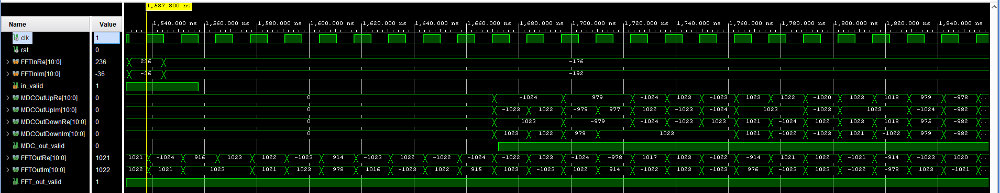 1,537.800 ns
Name Value
1,540.000 ns 1,560.000 ns 1,580.000 ns 1,600.000 ns 1,620.000 ns 1,640.000 ns 1,660.000 ns 1,680.000 ns 1,700.000 ns 1,720.000 ns 1,740.000 ns 1,760.000 ns 1,780.000 ns 1,800.000 ns 1,820.000 ns 1,840.000 ns
clk 1
rst 0
FFTInRe[10:0] 236 236 -176
FFTInIm[10:0] -36 -36 -192
in_valid 1
MDCOutUpRe[10:0] 0 0 -1024 979 -1024 1023 -1023 1023 1022 -1020 1023 1018 979 -978 ..
MDCOutUpIm[10:0] 0 0 -1023 1022 -979 977 1022 -1023 -1024 1023 -1023 1023 -1024 -982 ..
MDCOutDownRe[10:0] 0 0 1023 -979 -1024 -1023 1023 1021 -1024 1022 1023 1018 975 -982 ..
MDCOutDownIm[10:0] 0 0 1023 1022 979 1023 1021 -1022 -1023 1021 -1022 979 -982 ..
MDC_out_valid 0
FFTOutRe[10:0] 1021 1021 -1024 916 1023 1022 -1023 914 -1023 1022 -1022 -1024 -1022 1023 -1024 -978 1017 1023 -1022 -914 1021 1022 -1021 -914 -1023 1020 ..
FFTOutIm[10:0] 1022 1022 1021 1023 1021 1023 978 1016 -1023 1022 915 1023 -1023 1022 914 -1022 1023 -1023 976 -1023 1023 -1022 -978 1023 -1021 ..
FFT_out_valid 1